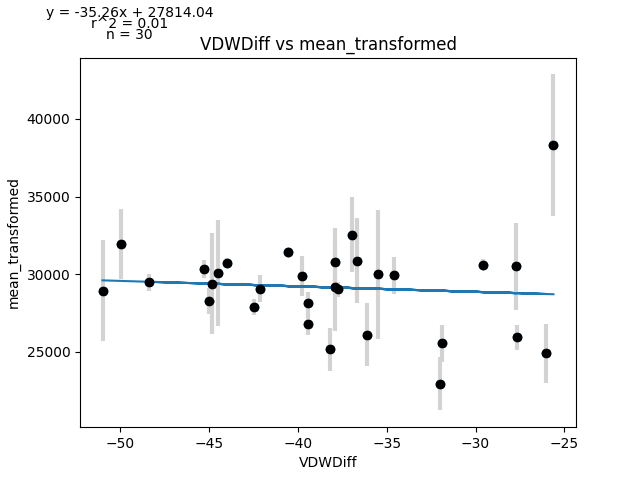 y = -35.26x + 27814.04
r^2 = 0.01
n = 30
VDWDiff vs mean_transformed
mean_transformed
40000
35000
30000
25000
−50
−45
−40
−35
−30
−25
VDWDiff